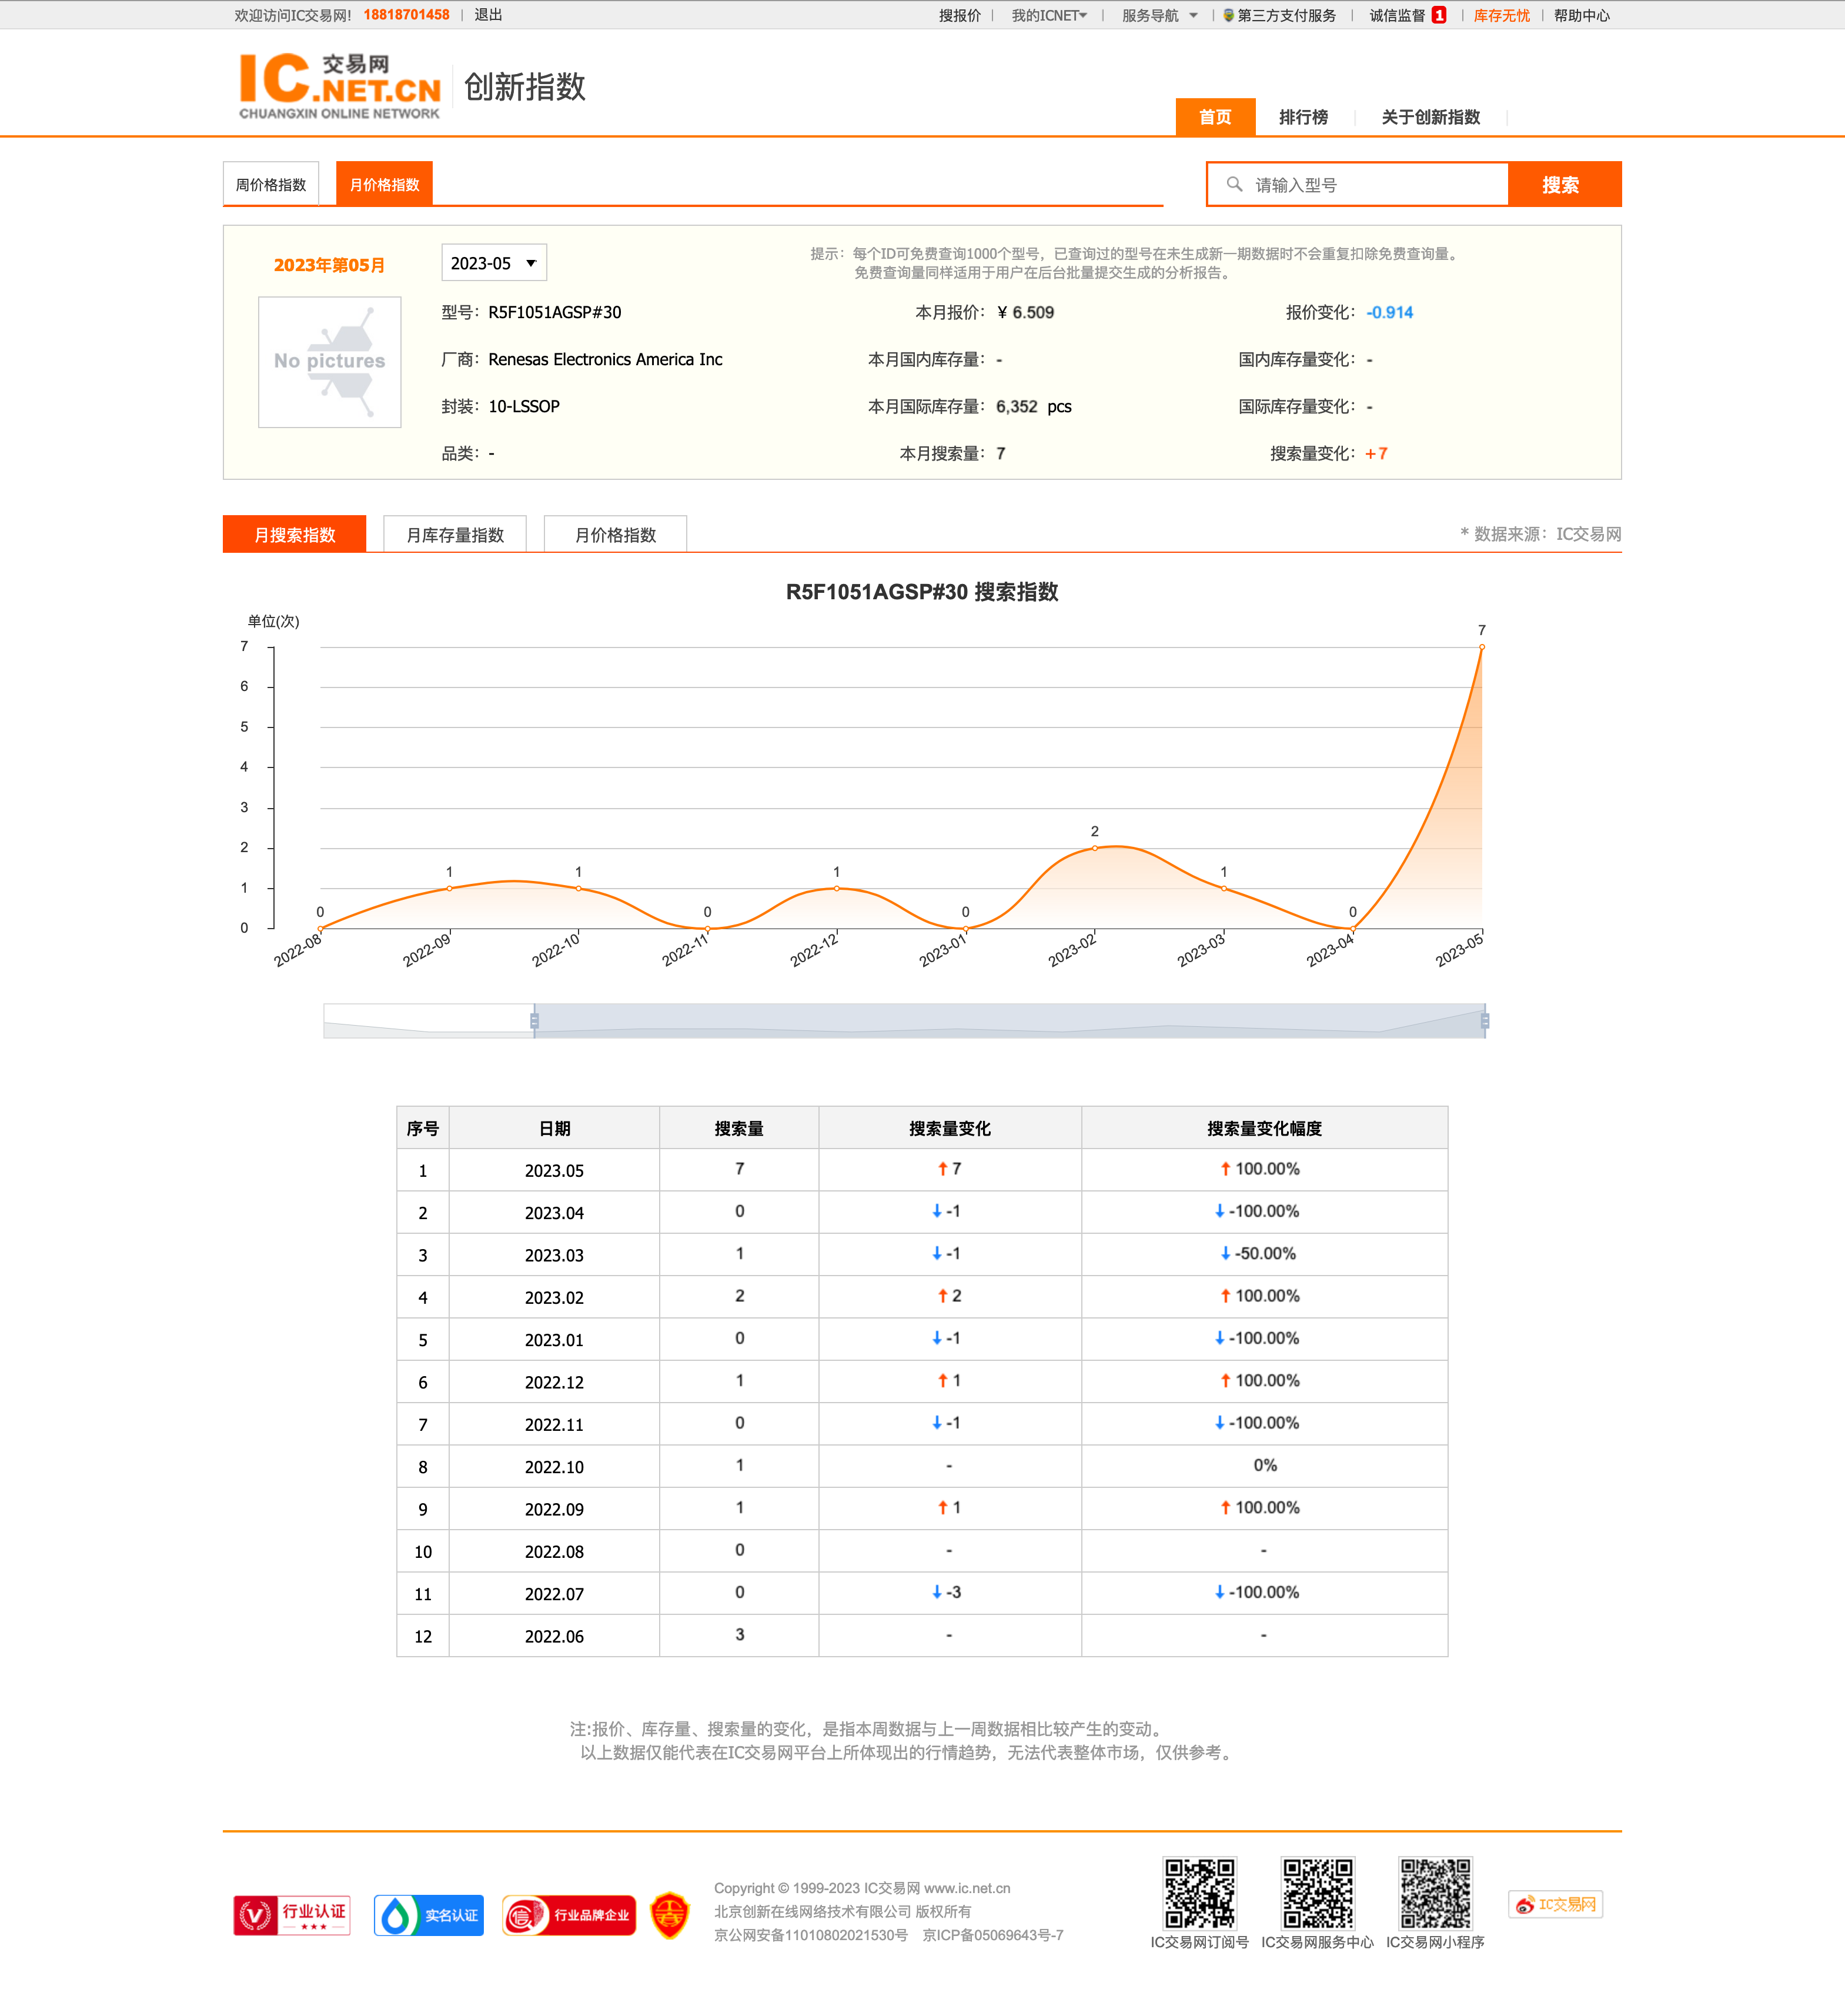 欢迎访问IC交易网! 18818701458 | 退出
搜报价 | 我的ICNET | 服务导航 | 第三方支付服务 | 诚信监督 1 | 库存无忧 | 帮助中心
IC.NET.CN 交易网
CHUANGXIN ONLINE NETWORK
创新指数
首页 排行榜 关于创新指数
周价格指数 月价格指数
请输入型号 搜索
2023年第05月
2023-05
提示：每个ID可免费查询1000个型号，已查询过的型号在未生成新一期数据时不会重复扣除免费查询量。
免费查询量同样适用于用户在后台批量提交生成的分析报告。
No pictures
型号：R5F1051AGSP#30 本月报价：¥ 6.509 报价变化：-0.914
厂商：Renesas Electronics America Inc 本月国内库存量：- 国内库存量变化：-
封装：10-LSSOP 本月国际库存量：6,352 pcs 国际库存量变化：-
品类：- 本月搜索量：7 搜索量变化：+7
月搜索指数 月库存量指数 月价格指数
* 数据来源：IC交易网
R5F1051AGSP#30 搜索指数
单位(次)
7
6
5
4
3
2
1
0
0 1 1 0 1 0 2 1 0 7
2022-08 2022-09 2022-10 2022-11 2022-12 2023-01 2023-02 2023-03 2023-04 2023-05
序号 日期 搜索量 搜索量变化 搜索量变化幅度
1 2023.05 7 ↑ 7 ↑ 100.00%
2 2023.04 0 ↓ -1 ↓ -100.00%
3 2023.03 1 ↓ -1 ↓ -50.00%
4 2023.02 2 ↑ 2 ↑ 100.00%
5 2023.01 0 ↓ -1 ↓ -100.00%
6 2022.12 1 ↑ 1 ↑ 100.00%
7 2022.11 0 ↓ -1 ↓ -100.00%
8 2022.10 1 - 0%
9 2022.09 1 ↑ 1 ↑ 100.00%
10 2022.08 0 - -
11 2022.07 0 ↓ -3 ↓ -100.00%
12 2022.06 3 - -
注:报价、库存量、搜索量的变化，是指本周数据与上一周数据相比较产生的变动。
以上数据仅能代表在IC交易网平台上所体现出的行情趋势，无法代表整体市场，仅供参考。
行业认证
实名认证
信 行业品牌企业
Copyright © 1999-2023 IC交易网 www.ic.net.cn
北京创新在线网络技术有限公司 版权所有
京公网安备11010802021530号 京ICP备05069643号-7
IC交易网订阅号 IC交易网服务中心 IC交易网小程序
IC交易网